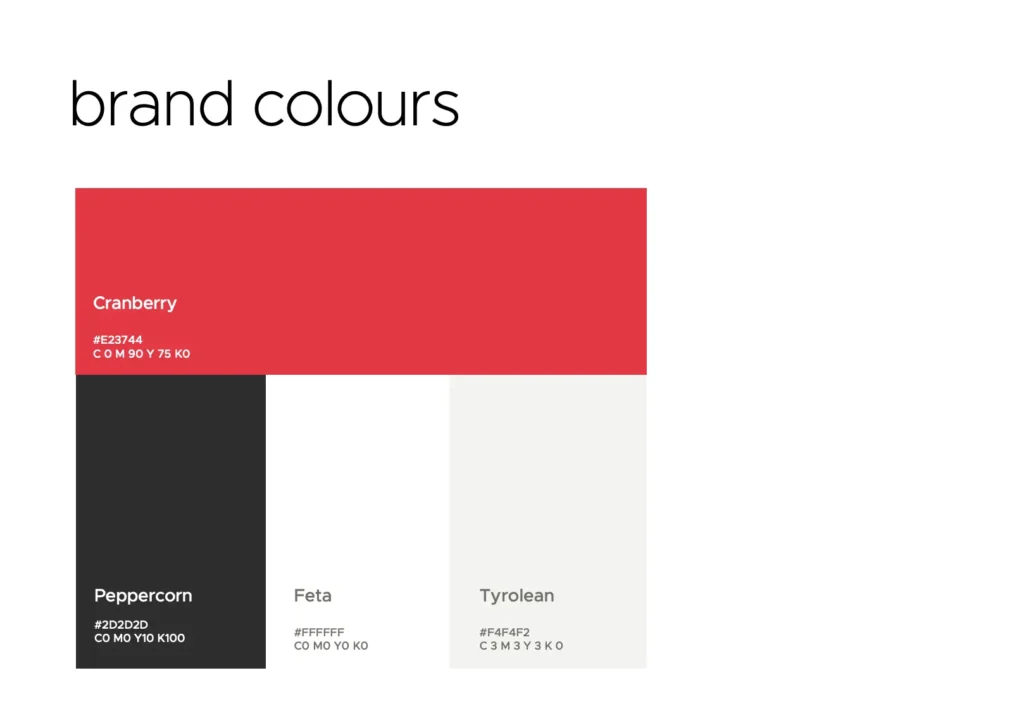 brand colours
Cranberry
#E23744
C 0 M 90 Y 75 K0
Peppercorn
#2D2D2D
C0 M0 Y10 K100
Feta
#FFFFFF
C0 M0 Y0 K0
Tyrolean
#F4F4F2
C 3 M 3 Y 3 K 0